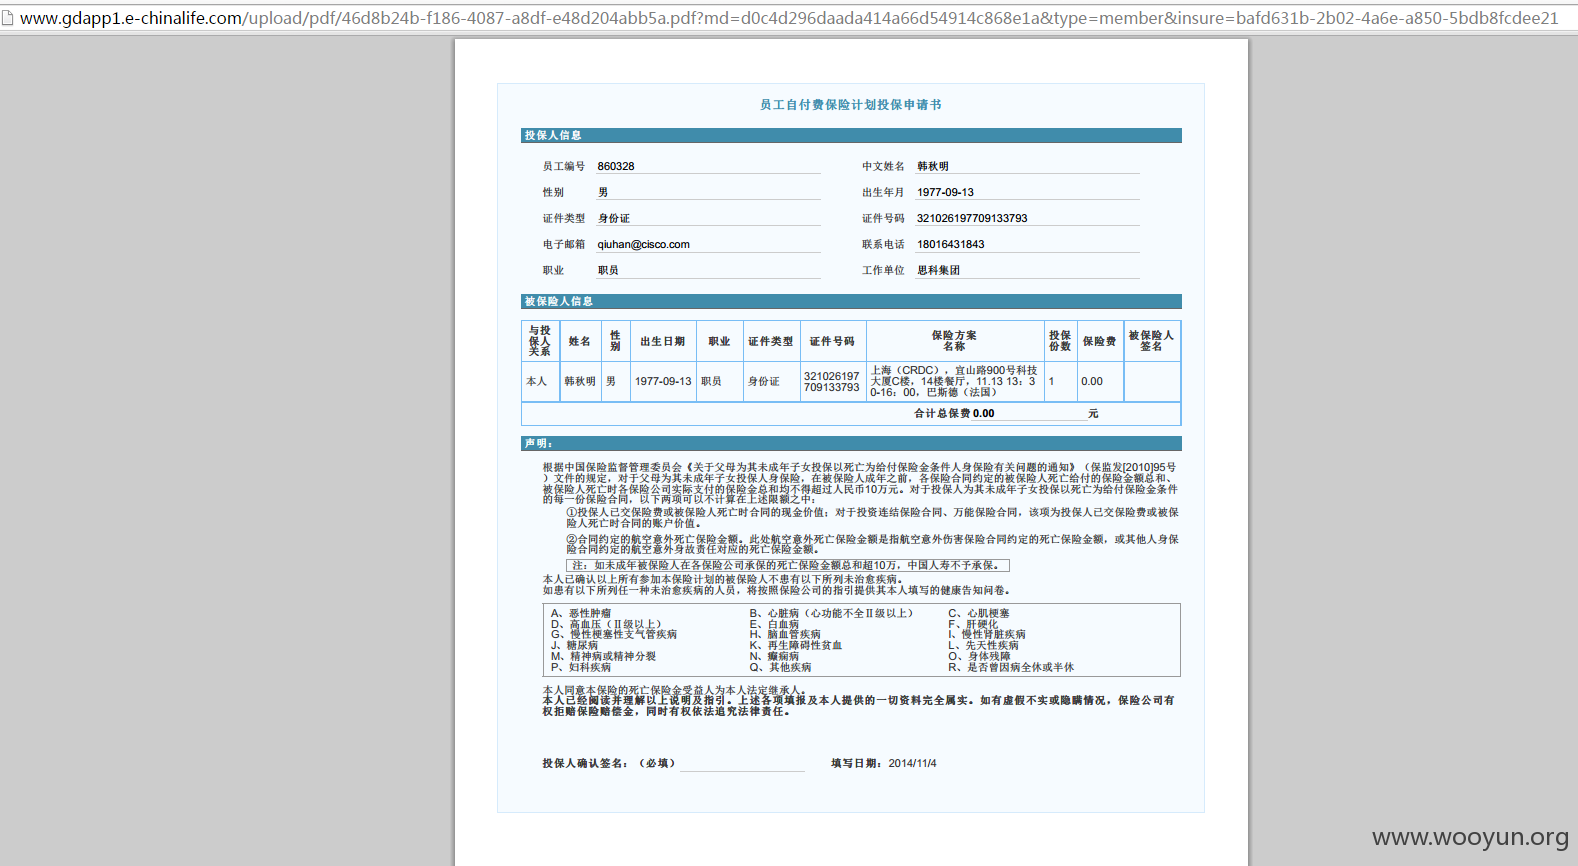 www.gdapp1.e-chinalife.com/upload/pdf/46d8b24b-f186-4087-a8df-e48d204abb5a.pdf?md=d0c4d296daada414a66d54914c868e1a&type=member&insure=bafd631b-2b02-4a6e-a850-5bdb8fcdee21
员工自付费保险计划投保申请书
投保人信息
员工编号 860328 中文姓名 韩秋明
性别 男 出生年月 1977-09-13
证件类型 身份证 证件号码 321026197709133793
电子邮箱 qiuhan@cisco.com 联系电话 18016431843
职业 职员 工作单位 思科集团
被保险人信息
与投保人关系 姓名 性别 出生日期 职业 证件类型 证件号码 保险方案名称 投保份数 保险费 被保险人签名
本人 韩秋明 男 1977-09-13 职员 身份证 321026197709133793 上海（CRDC），宜山路900号科技大厦C楼，14楼餐厅，11.13 13：30-16：00，巴斯德（法国） 1 0.00
合计总保费 0.00 元
声明：
根据中国保险监督管理委员会《关于父母为其未成年子女投保以死亡为给付保险金条件人身保险有关问题的通知》（保监发[2010]95号
）文件的规定，对于父母为其未成年子女投保人身保险，在被保险人成年之前，各保险合同约定的被保险人死亡给付的保险金额总和、
被保险人死亡时各保险公司实际支付的保险金总和均不得超过人民币10万元。对于投保人为其未成年子女投保以死亡为给付保险金条件
的每一份保险合同，以下两项可以不计算在上述限额之中：
①投保人已交保险费或被保险人死亡时合同的现金价值；对于投资连结保险合同、万能保险合同，该项为投保人已交保险费或被保
险人死亡时合同的账户价值。
②合同约定的航空意外死亡保险金额。此处航空意外死亡保险金额是指航空意外伤害保险合同约定的死亡保险金额，或其他人身保
险合同约定的航空意外身故责任对应的死亡保险金额。
注：如未成年被保险人在各保险公司承保的死亡保险金额总和超10万，中国人寿不予承保。
本人已确认以上所有参加本保险计划的被保险人不患有以下所列未治愈疾病。
如患有以下所列任一种未治愈疾病的人员，将按照保险公司的指引提供其本人填写的健康告知问卷。
A、恶性肿瘤 B、心脏病（心功能不全Ⅱ级以上） C、心肌梗塞
D、高血压（Ⅱ级以上） E、白血病 F、肝硬化
G、慢性梗塞性支气管疾病 H、脑血管疾病 I、慢性肾脏疾病
J、糖尿病 K、再生障碍性贫血 L、先天性疾病
M、精神病或精神分裂 N、癫痫病 O、身体残障
P、妇科疾病 Q、其他疾病 R、是否曾因病全休或半休
本人同意本保险的死亡保险金受益人为本人法定继承人。
本人已经阅读并理解以上说明及指引。上述各项填报及本人提供的一切资料完全属实。如有虚假不实或隐瞒情况，保险公司有
权拒赔保险赔偿金，同时有权依法追究法律责任。
投保人确认签名：（必填） 填写日期：2014/11/4
www.wooyun.org